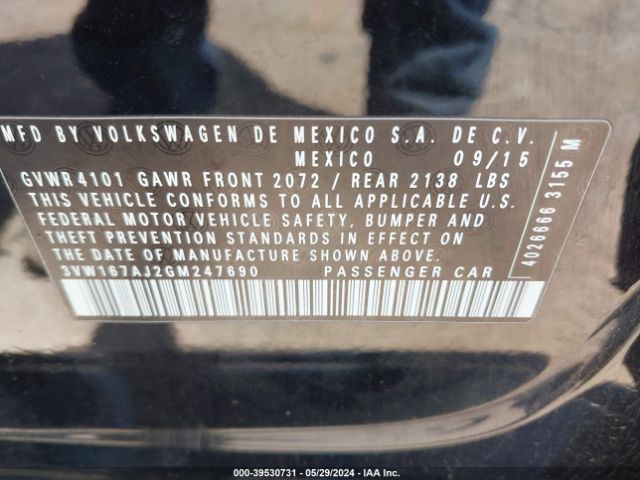 MFD BY VOLKSWAGEN DE MEXICO S.A. DE C.V.
MEXICO 09/15
GVWR4101 GAWR FRONT 2072 / REAR 2138 LBS
THIS VEHICLE CONFORMS TO ALL APPLICABLE U.S.
FEDERAL MOTOR VEHICLE SAFETY, BUMPER AND
THEFT PREVENTION STANDARDS IN EFFECT ON
THE DATE OF MANUFACTURE SHOWN ABOVE.
3VW167AJ2GM247690 PASSENGER CAR
4026666 3155 M
000-39530731 - 05/29/2024 - IAA Inc.